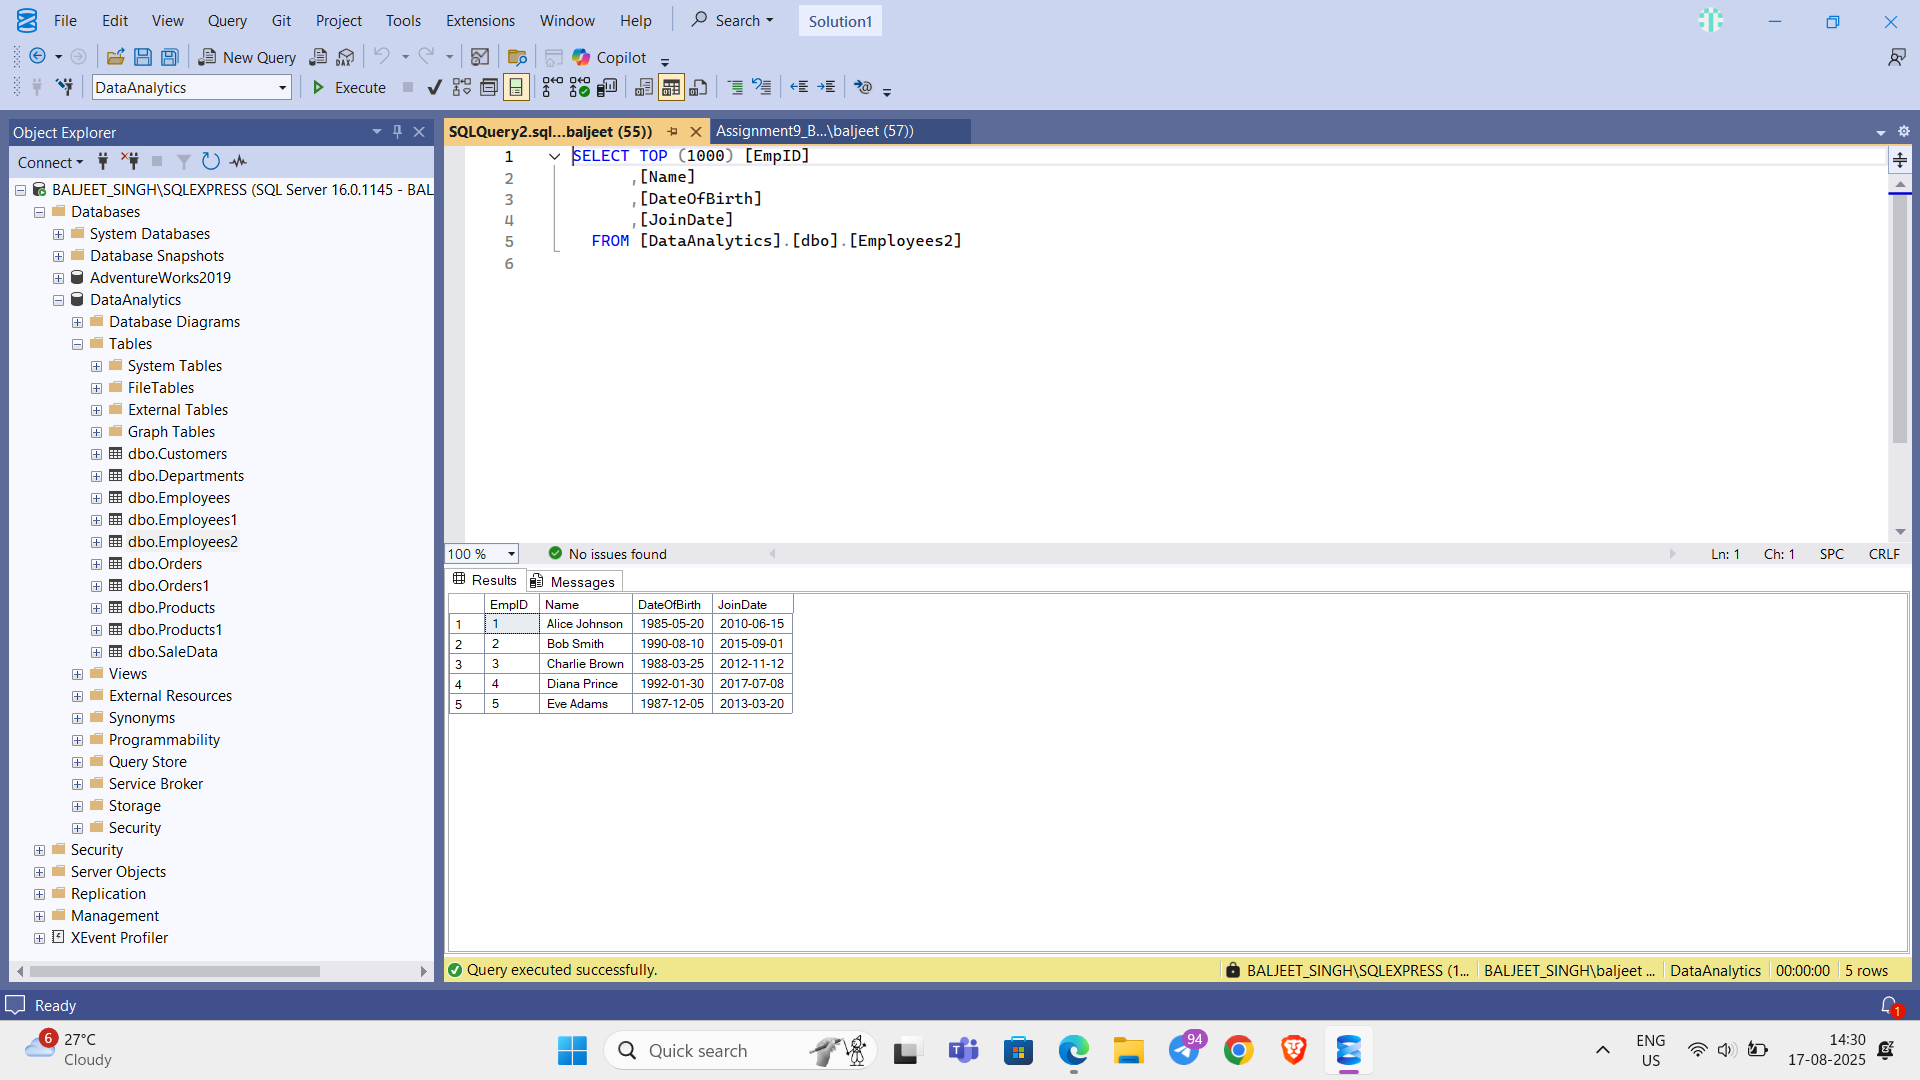 File Edit View Query Git Project Tools Extensions Window Help Search Solution1
New Query DAX Copilot
DataAnalytics Execute
Object Explorer
Connect
BALJEET_SINGH\SQLEXPRESS (SQL Server 16.0.1145 - BAL
Databases
System Databases
Database Snapshots
AdventureWorks2019
DataAnalytics
Database Diagrams
Tables
System Tables
FileTables
External Tables
Graph Tables
dbo.Customers
dbo.Departments
dbo.Employees
dbo.Employees1
dbo.Employees2
dbo.Orders
dbo.Orders1
dbo.Products
dbo.Products1
dbo.SaleData
Views
External Resources
Synonyms
Programmability
Query Store
Service Broker
Storage
Security
Security
Server Objects
Replication
Management
XEvent Profiler
SQLQuery2.sql...baljeet (55)) Assignment9_B...\baljeet (57))
1 SELECT TOP (1000) [EmpID]
2 ,[Name]
3 ,[DateOfBirth]
4 ,[JoinDate]
5 FROM [DataAnalytics].[dbo].[Employees2]
6
100 % No issues found Ln: 1 Ch: 1 SPC CRLF
Results Messages
EmpID Name DateOfBirth JoinDate
1 1 Alice Johnson 1985-05-20 2010-06-15
2 2 Bob Smith 1990-08-10 2015-09-01
3 3 Charlie Brown 1988-03-25 2012-11-12
4 4 Diana Prince 1992-01-30 2017-07-08
5 5 Eve Adams 1987-12-05 2013-03-20
Query executed successfully. BALJEET_SINGH\SQLEXPRESS (1... BALJEET_SINGH\baljeet ... DataAnalytics 00:00:00 5 rows
Ready 1
6 27°C
Cloudy
Quick search
94
ENG
US
14:30
17-08-2025